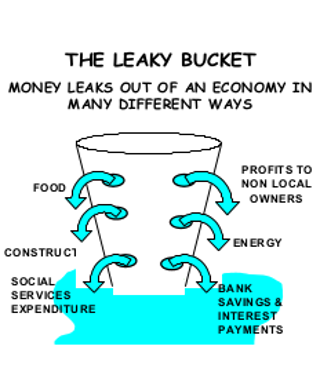 THE LEAKY BUCKET
MONEY LEAKS OUT OF AN ECONOMY IN
MANY DIFFERENT WAYS
FOOD
PROFITS TO
NON LOCAL
OWNERS
CONSTRUCT
ENERGY
SOCIAL
SERVICES
EXPENDITURE
BANK
SAVINGS &
INTEREST
PAYMENTS